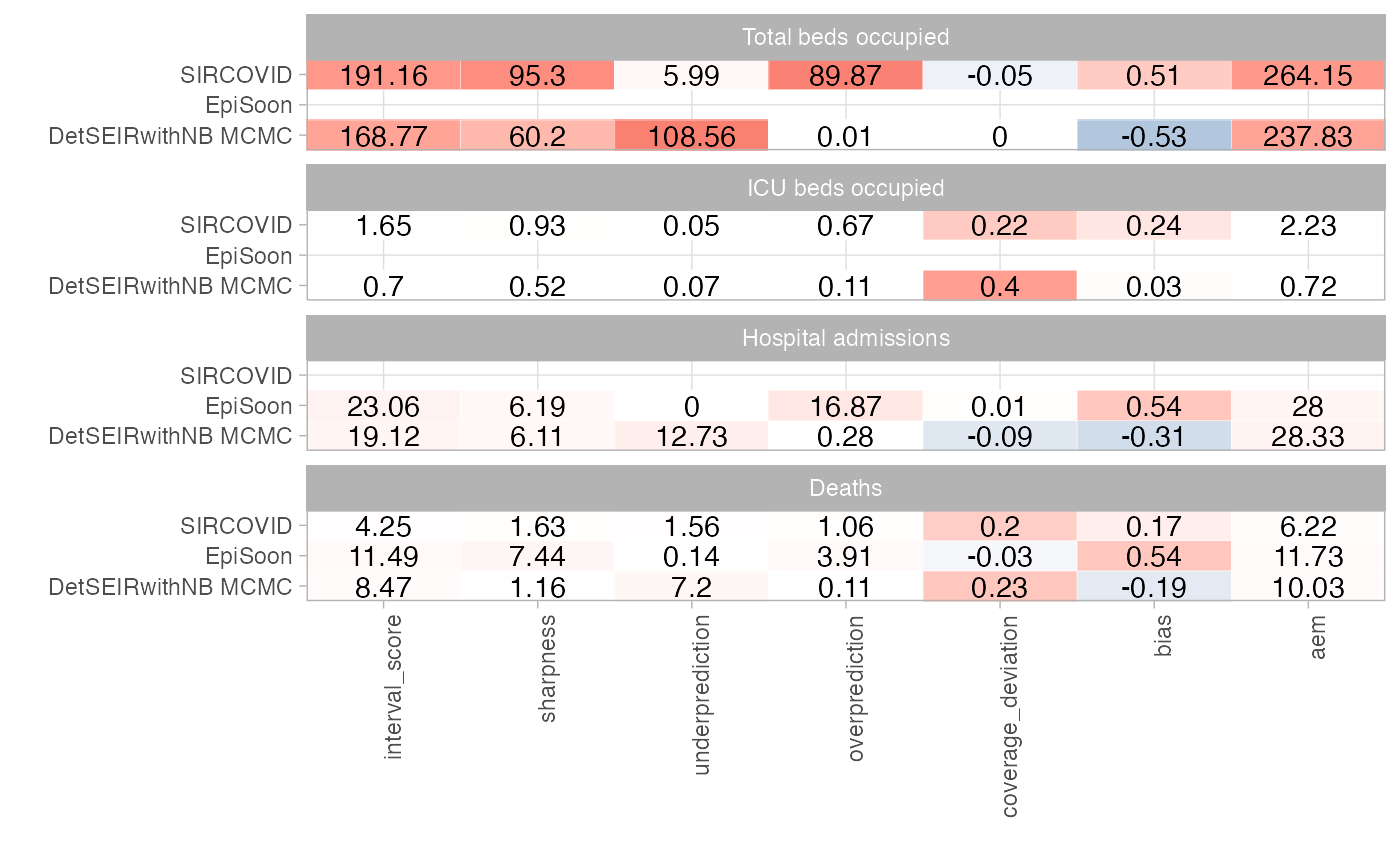 Total beds occupied
SIRCOVID 191.16 95.3 5.99 89.87 -0.05 0.51 264.15
EpiSoon
DetSEIRwithNB MCMC 168.77 60.2 108.56 0.01 0 -0.53 237.83
ICU beds occupied
SIRCOVID 1.65 0.93 0.05 0.67 0.22 0.24 2.23
EpiSoon
DetSEIRwithNB MCMC 0.7 0.52 0.07 0.11 0.4 0.03 0.72
Hospital admissions
SIRCOVID
EpiSoon 23.06 6.19 0 16.87 0.01 0.54 28
DetSEIRwithNB MCMC 19.12 6.11 12.73 0.28 -0.09 -0.31 28.33
Deaths
SIRCOVID 4.25 1.63 1.56 1.06 0.2 0.17 6.22
EpiSoon 11.49 7.44 0.14 3.91 -0.03 0.54 11.73
DetSEIRwithNB MCMC 8.47 1.16 7.2 0.11 0.23 -0.19 10.03
interval_score
sharpness
underprediction
overprediction
coverage_deviation
bias
aem